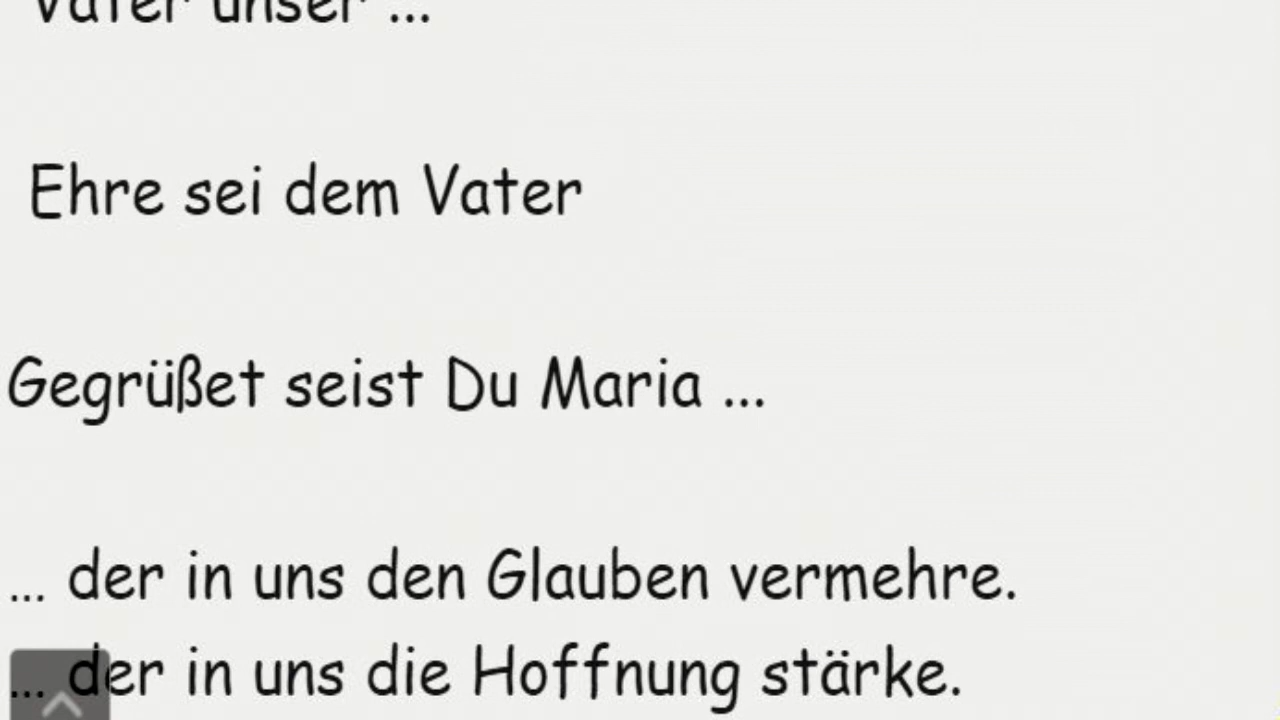 Vater unser ...
Ehre sei dem Vater
Gegrüßet seist Du Maria ...
... der in uns den Glauben vermehre.
... der in uns die Hoffnung stärke.